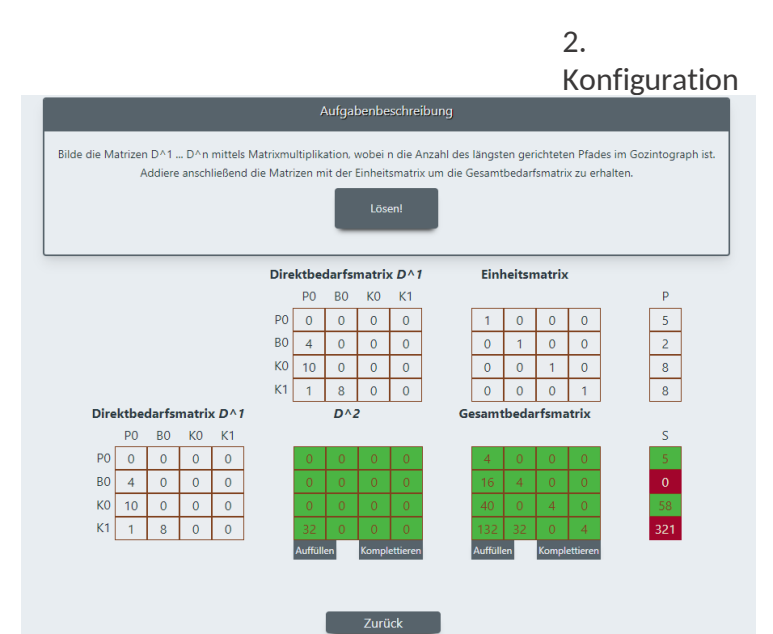 2.
Konfiguration
Aufgabenbeschreibung
Bilde die Matrizen D^1 ... D^n mittels Matrixmultiplikation, wobei n die Anzahl des längsten gerichteten Pfades im Gozintograph ist.
Addiere anschließend die Matrizen mit der Einheitsmatrix um die Gesamtbedarfsmatrix zu erhalten.
Lösen!
Direktbedarfsmatrix D^1 Einheitsmatrix
P0 B0 K0 K1 P
P0 0 0 0 0 1 0 0 0 5
B0 4 0 0 0 0 1 0 0 2
K0 10 0 0 0 0 0 1 0 8
K1 1 8 0 0 0 0 0 1 8
Direktbedarfsmatrix D^1 D^2 Gesamtbedarfsmatrix
P0 B0 K0 K1 S
P0 0 0 0 0 0 0 0 0 4 0 0 0 5
B0 4 0 0 0 0 0 0 0 16 4 0 0 0
K0 10 0 0 0 0 0 0 0 40 0 4 0 58
K1 1 8 0 0 32 0 0 0 132 32 0 4 321
Auffüllen Komplettieren Auffüllen Komplettieren
Zurück